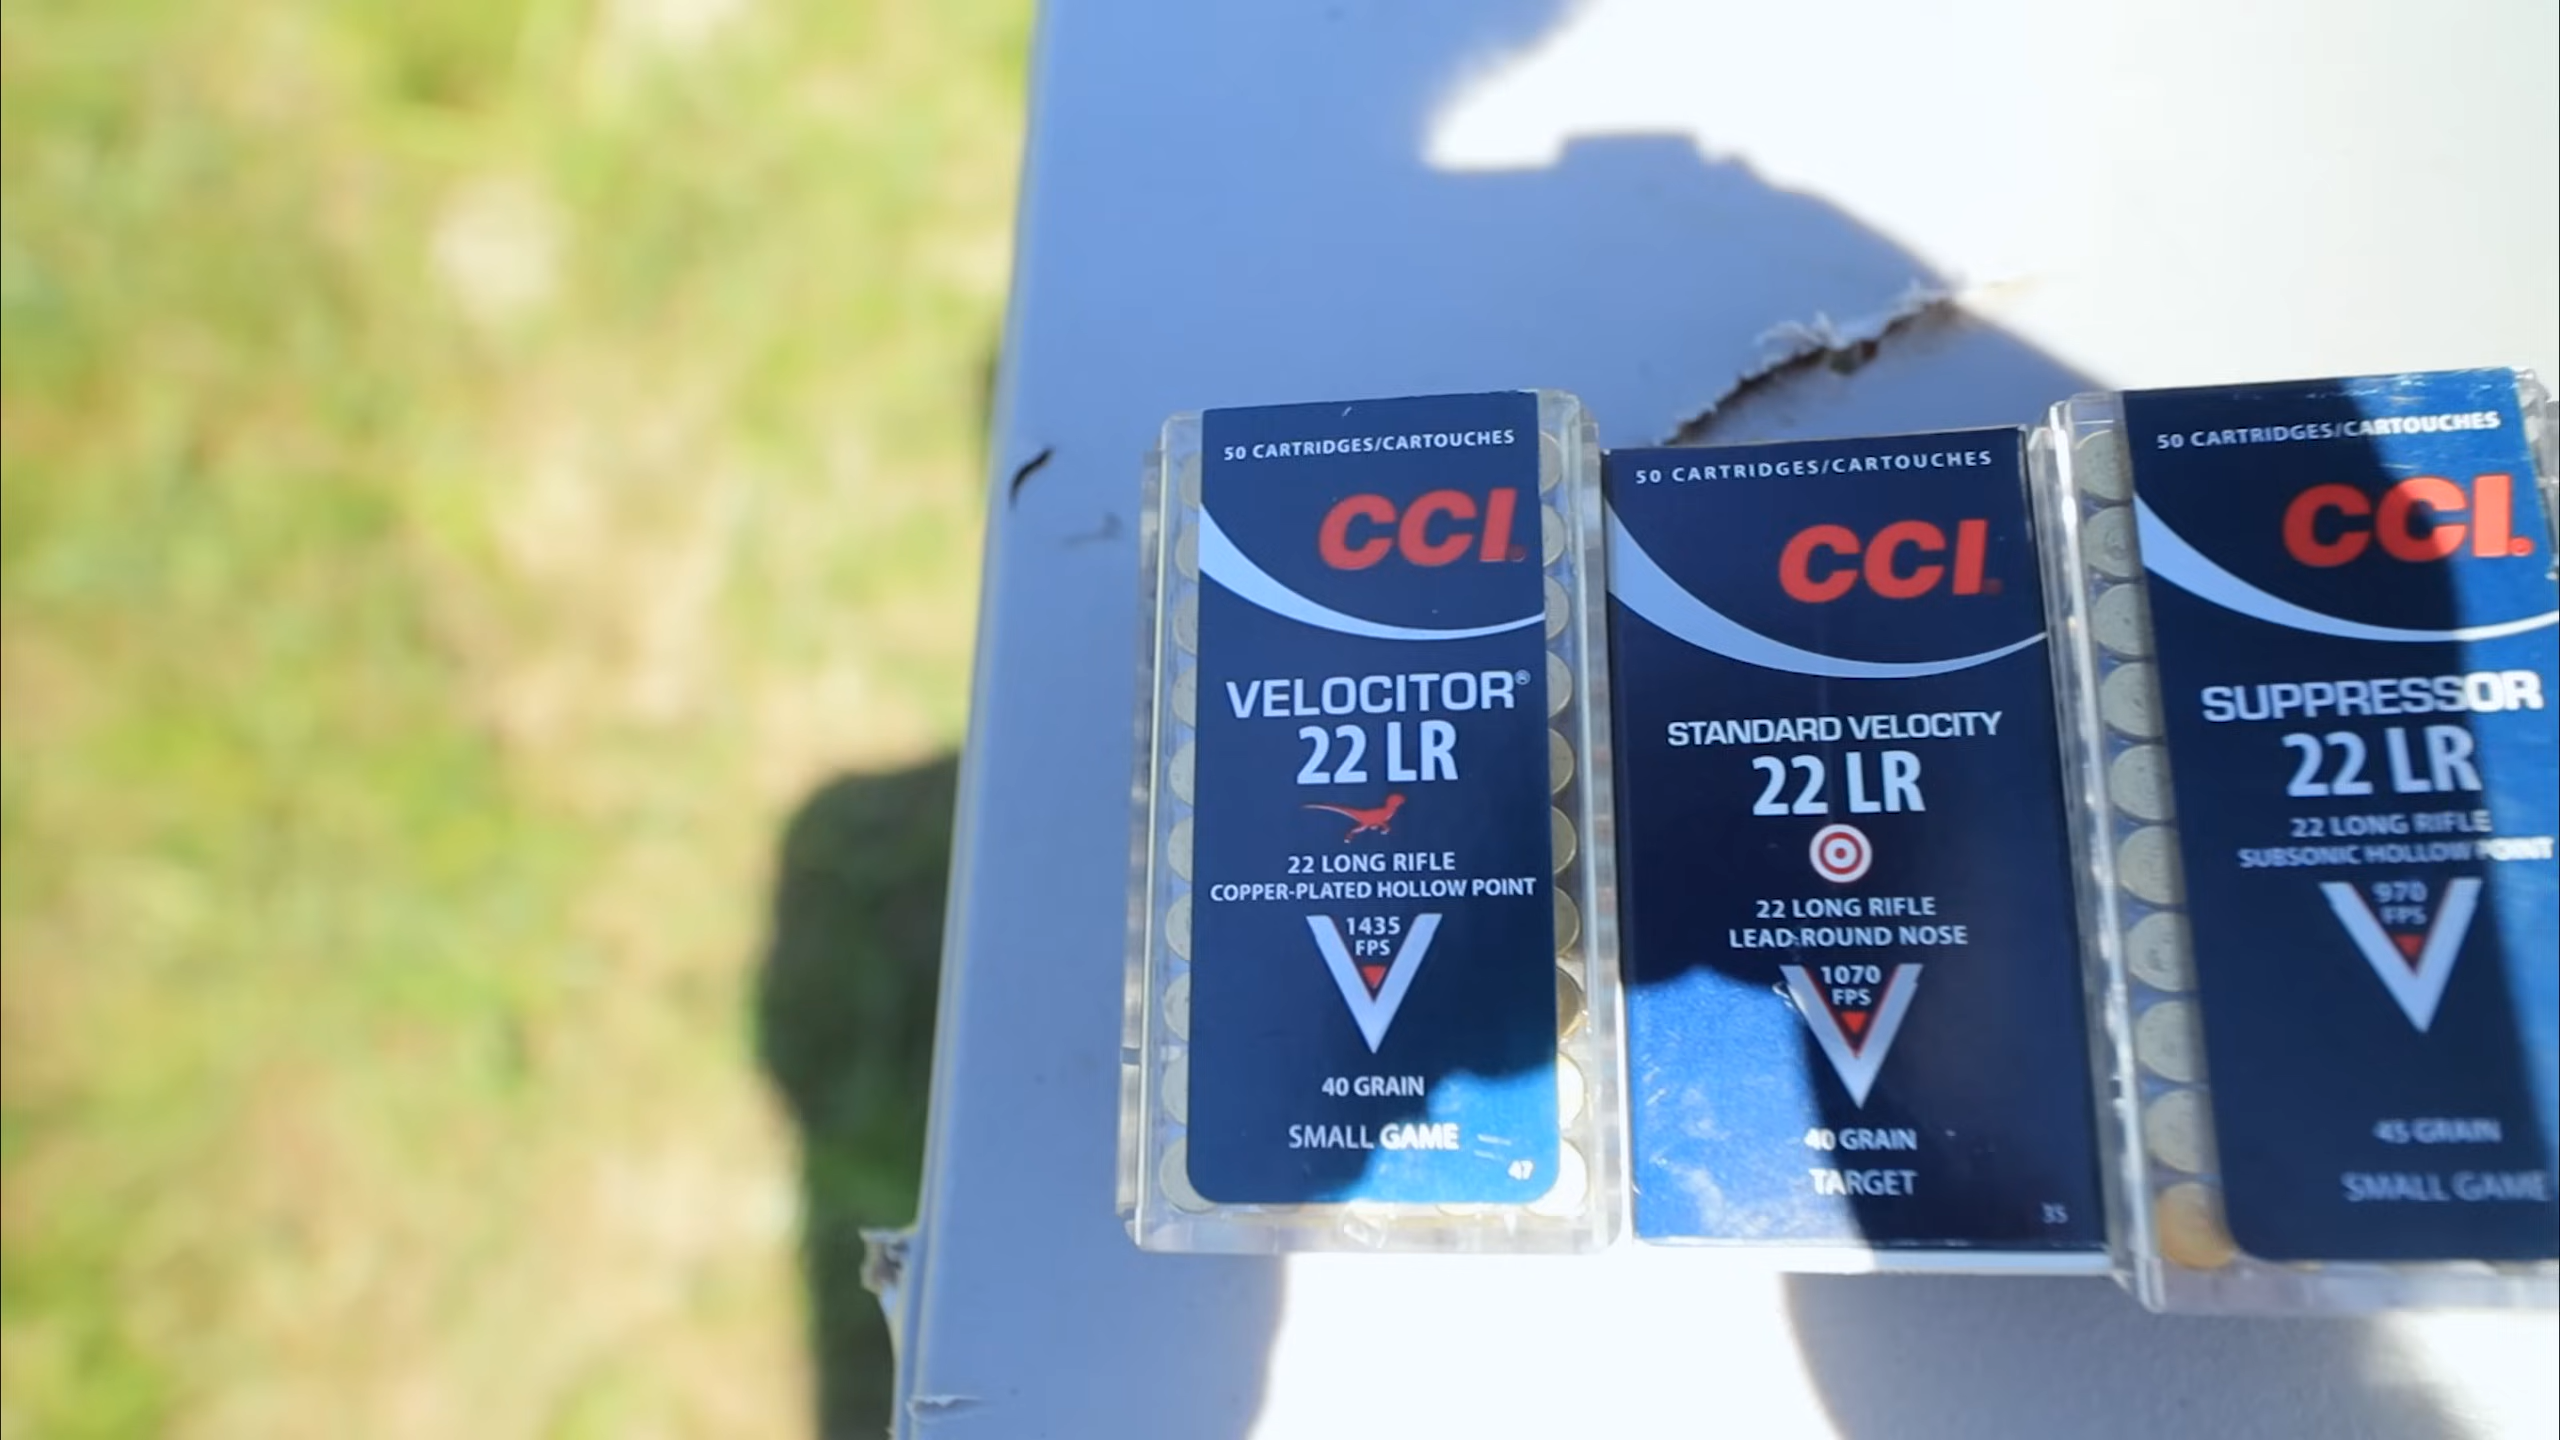 50 CARTRIDGES/CARTOUCHES
CCI
VELOCITOR®
22 LR
22 LONG RIFLE
COPPER-PLATED HOLLOW POINT
1435
FPS
40 GRAIN
SMALL GAME
47
50 CARTRIDGES/CARTOUCHES
CCI
STANDARD VELOCITY
22 LR
22 LONG RIFLE
LEAD ROUND NOSE
1070
FPS
40 GRAIN
TARGET
35
50 CARTRIDGES/CARTOUCHES
CCI
SUPPRESSOR
22 LR
22 LONG RIFLE
SUBSONIC HOLLOW POINT
970
FPS
45 GRAIN
SMALL GAME